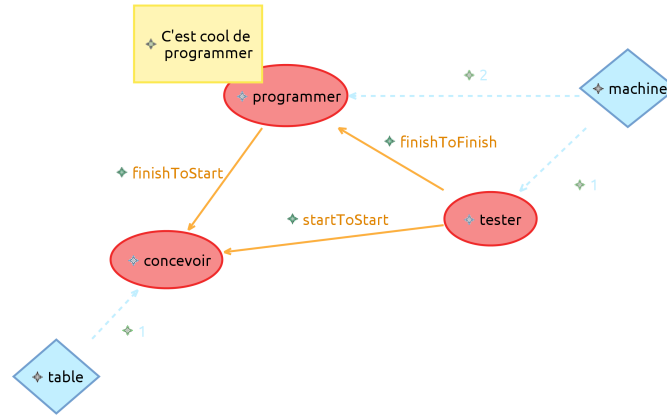 C'est cool de
programmer
2
machine
programmer
finishToFinish
finishToStart
1
startToStart
tester
concevoir
1
table